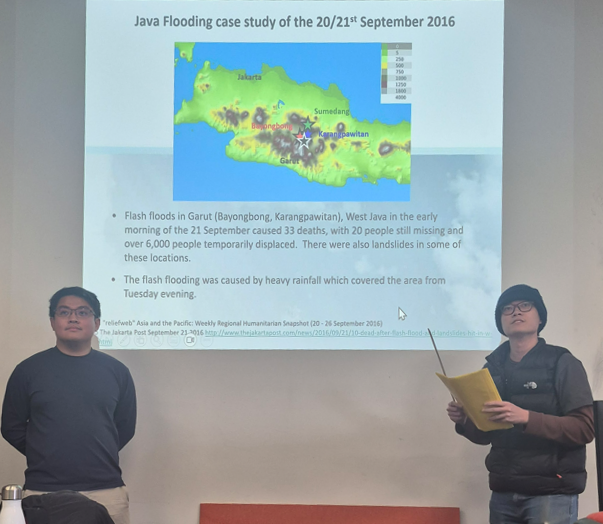 Java Flooding case study of the 20/21st September 2016
Jakarta
Sumedang
Bayongbong
Karangpawitan
Garut
250
500
750
1000
1250
4000
• Flash floods in Garut (Bayongbong, Karangpawitan), West Java in the early
morning of the 21 September caused 33 deaths, with 20 people still missing and
over 6,000 people temporarily displaced. There were also landslides in some of
these locations.
• The flash flooding was caused by heavy rainfall which covered the area from
Tuesday evening.
"reliefweb" Asia and the Pacific: Weekly Regional Humanitarian Snapshot (20 - 26 September 2016)
The Jakarta Post September 21, 2016 http://www.thejakartapost.com/news/2016/09/21/10-dead-after-flash-flood-and-landslides-hit-in-w